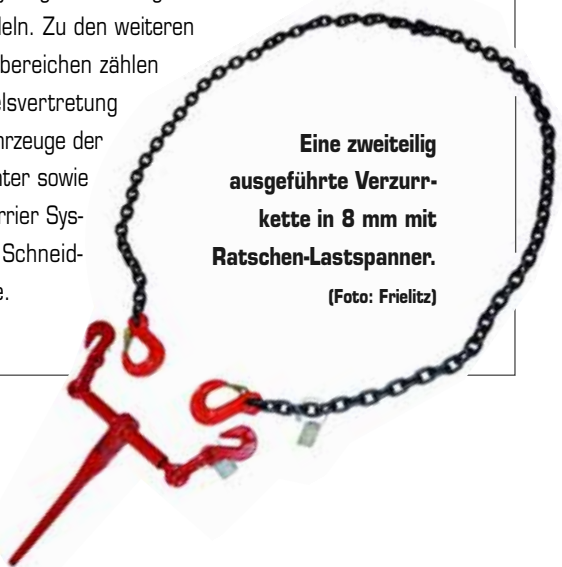 deln. Zu den weiteren
bereichen zählen
elsvertretung
hrzeuge der
nter sowie
rrier Sys-
Schneid-
e.
Eine zweiteilig
ausgeführte Verzurr-
kette in 8 mm mit
Ratschen-Lastspanner.
(Foto: Frielitz)